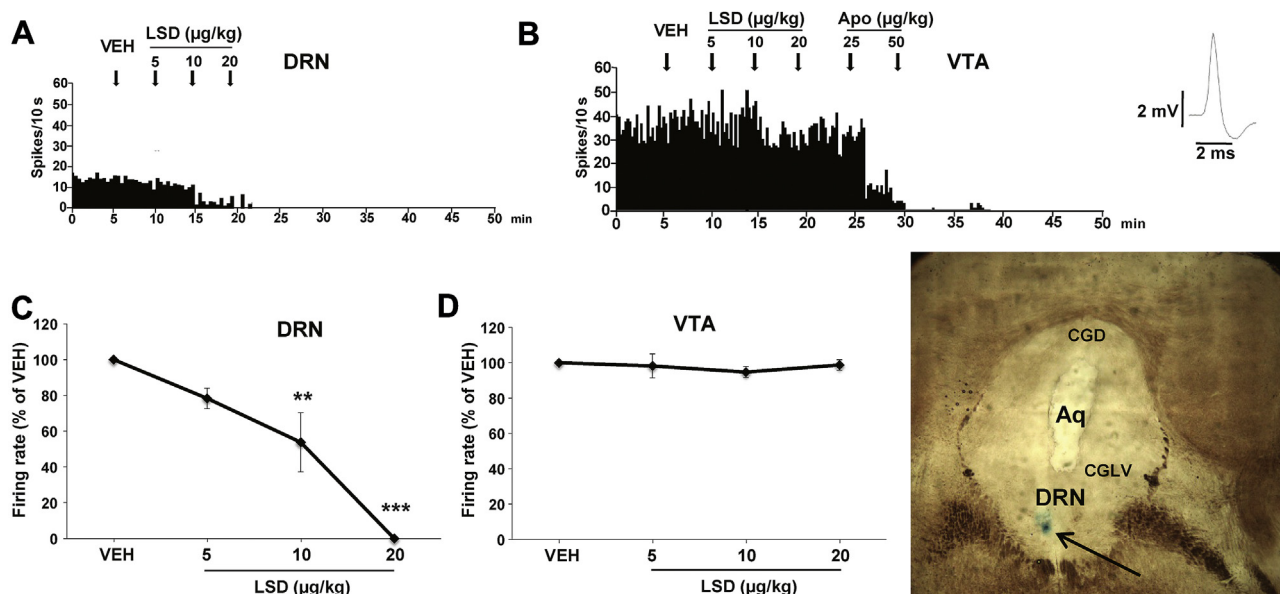 A
LSD (µg/kg)
VEH 5 10 20
DRN
Spikes/10 s
60
50
40
30
20
10
0
0 5 10 15 20 25 30 35 40 45 50 min
B
LSD (µg/kg) Apo (µg/kg)
VEH 5 10 20 25 50
VTA
Spikes/10 s
60
50
40
30
20
10
0
0 5 10 15 20 25 30 35 40 45 50 min
2 mV
2 ms
C
DRN
Firing rate (% of VEH)
120
100
80
60
40
20
0
**
***
VEH 5 10 20
LSD (µg/kg)
D
VTA
Firing rate (% of VEH)
120
100
80
60
40
20
0
VEH 5 10 20
LSD (µg/kg)
CGD
Aq
CGLV
DRN